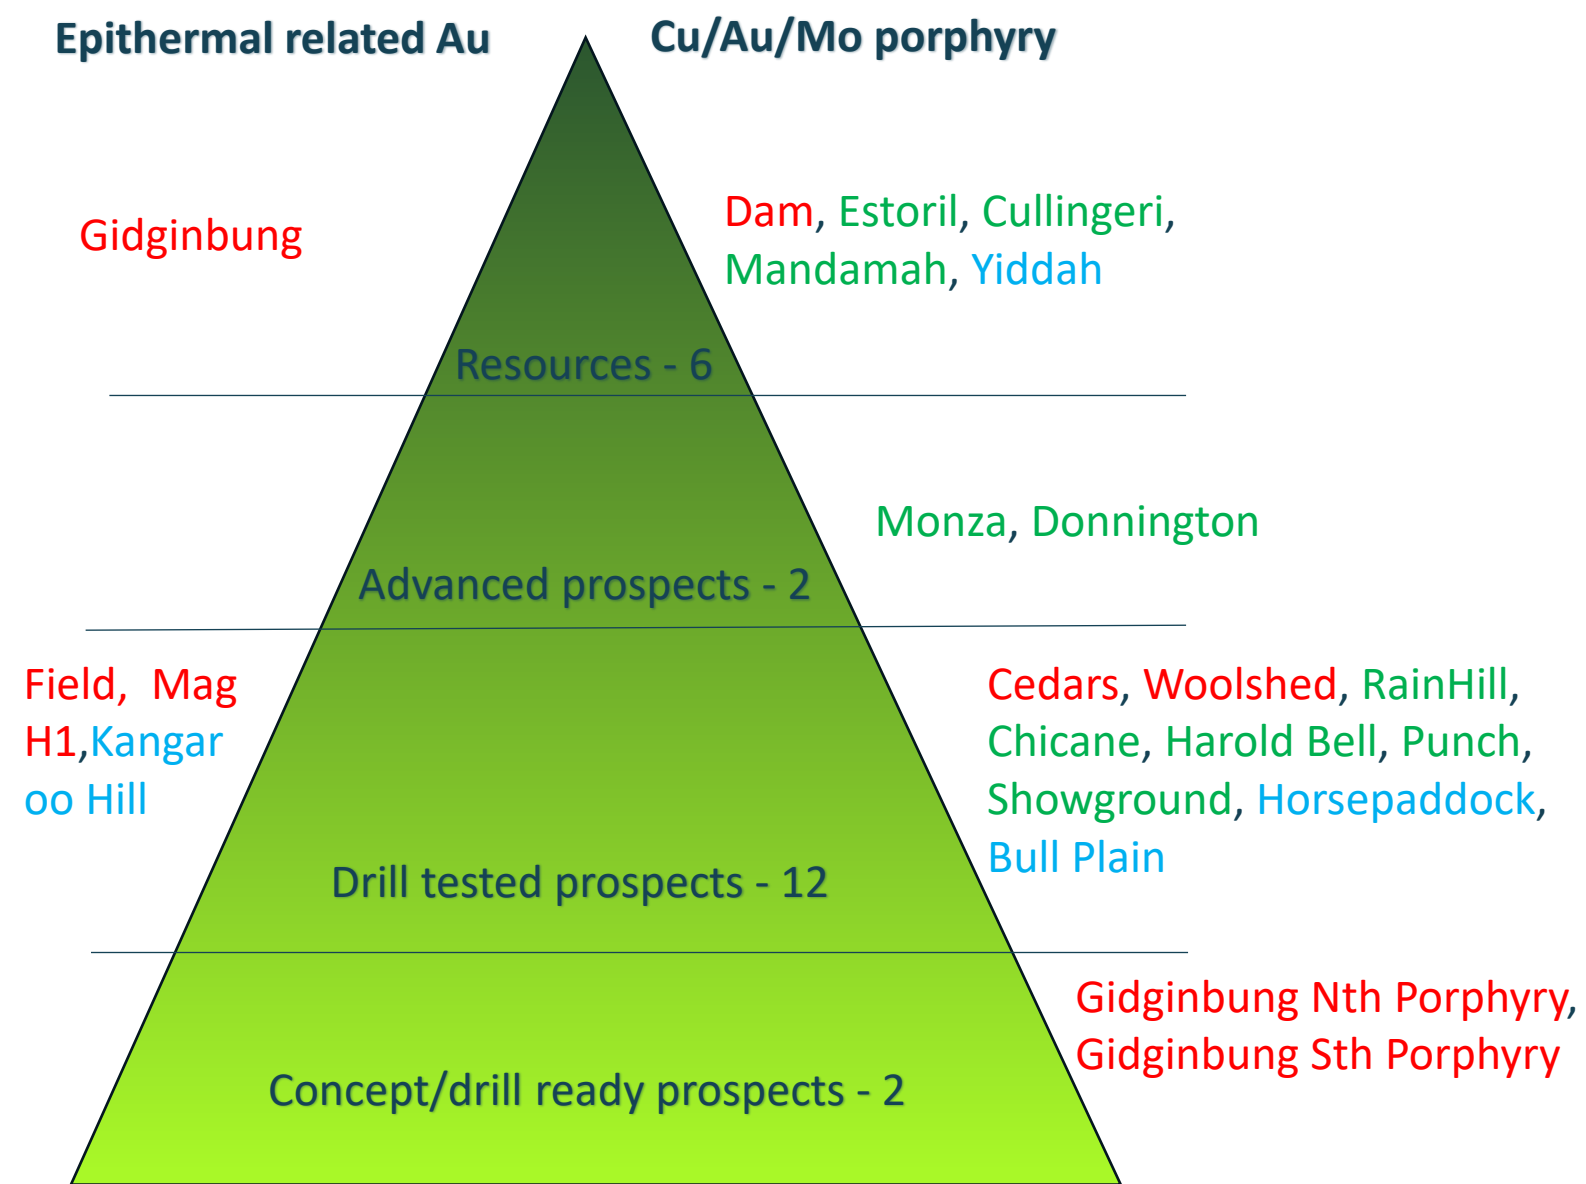 Epithermal related Au
Cu/Au/Mo porphyry
Gidginbung
Dam, Estoril, Cullingeri,
Mandamah, Yiddah
Resources - 6
Monza, Donnington
Advanced prospects - 2
Field,  Mag
H1,Kangar
oo Hill
Cedars, Woolshed, RainHill,
Chicane, Harold Bell, Punch,
Showground, Horsepaddock,
Bull Plain
Drill tested prospects - 12
Gidginbung Nth Porphyry,
Gidginbung Sth Porphyry
Concept/drill ready prospects - 2